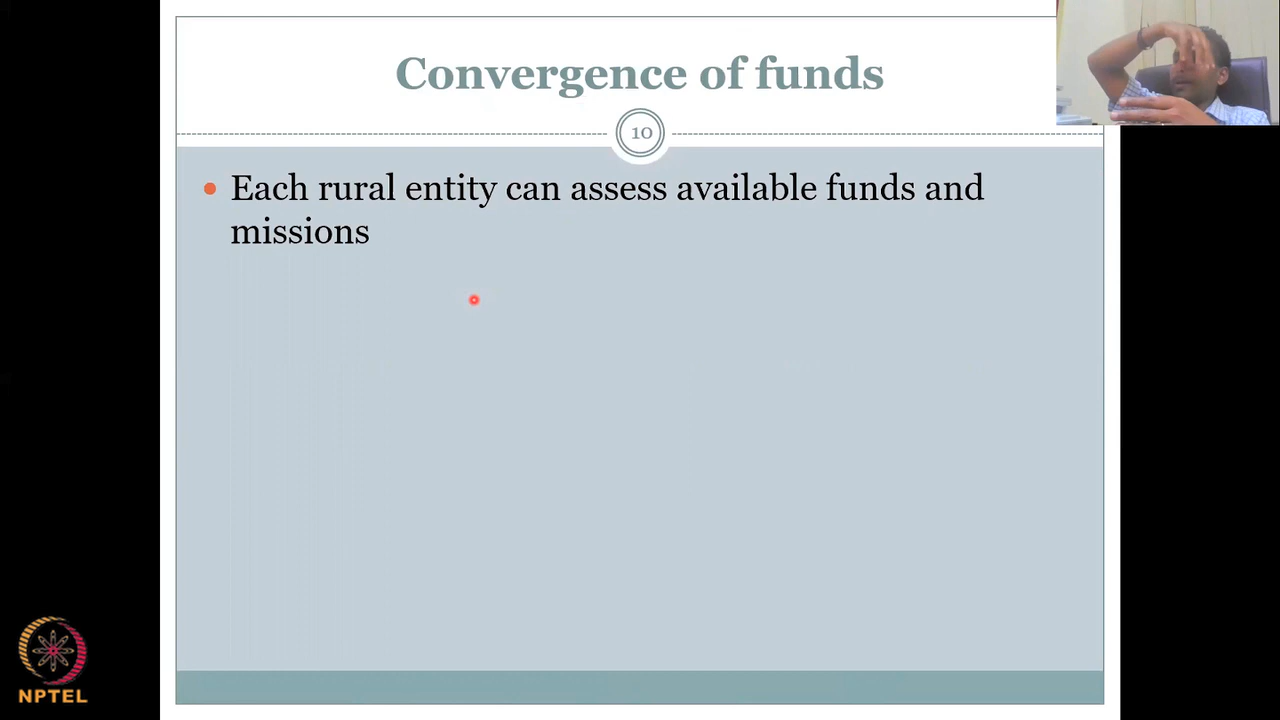 Convergence of funds
10
• Each rural entity can assess available funds and
missions
NPTEL